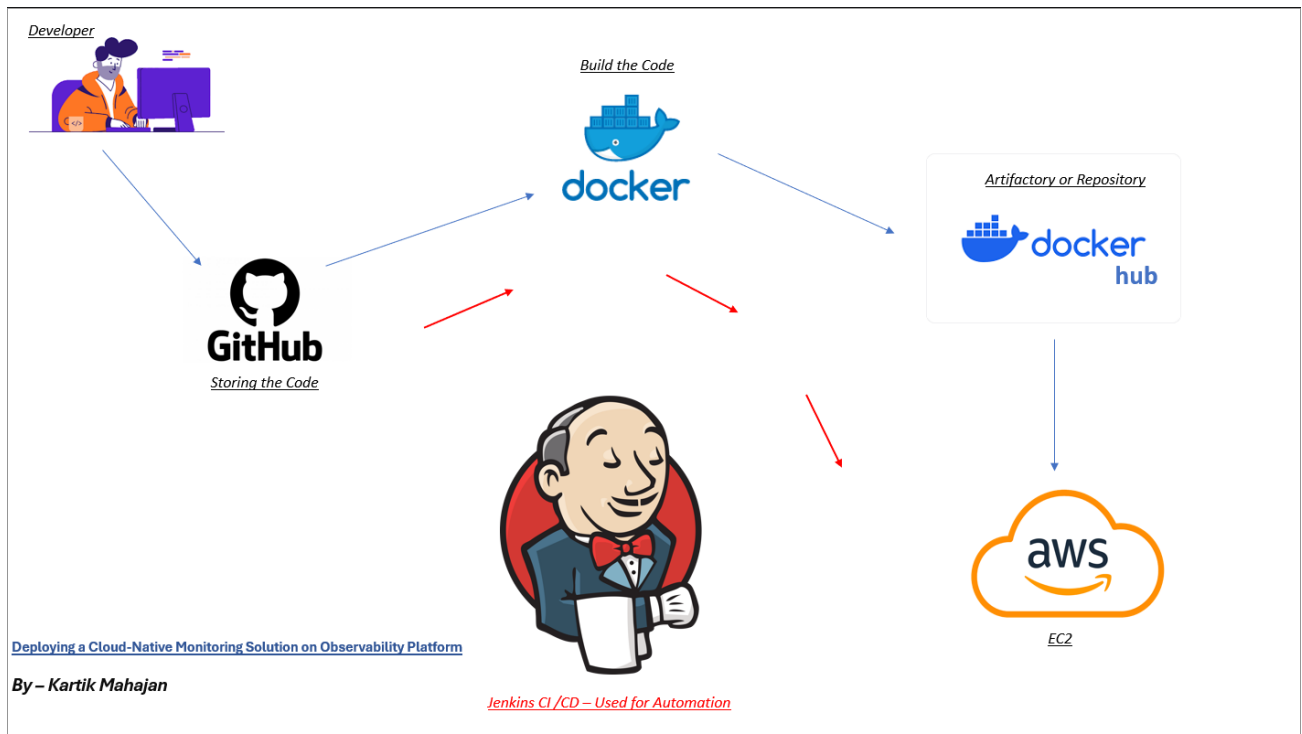 Developer
Build the Code
docker
Artifactory or Repository
docker
hub
GitHub
Storing the Code
aws
EC2
Deploying a Cloud-Native Monitoring Solution on Observability Platform
By – Kartik Mahajan
Jenkins CI /CD – Used for Automation